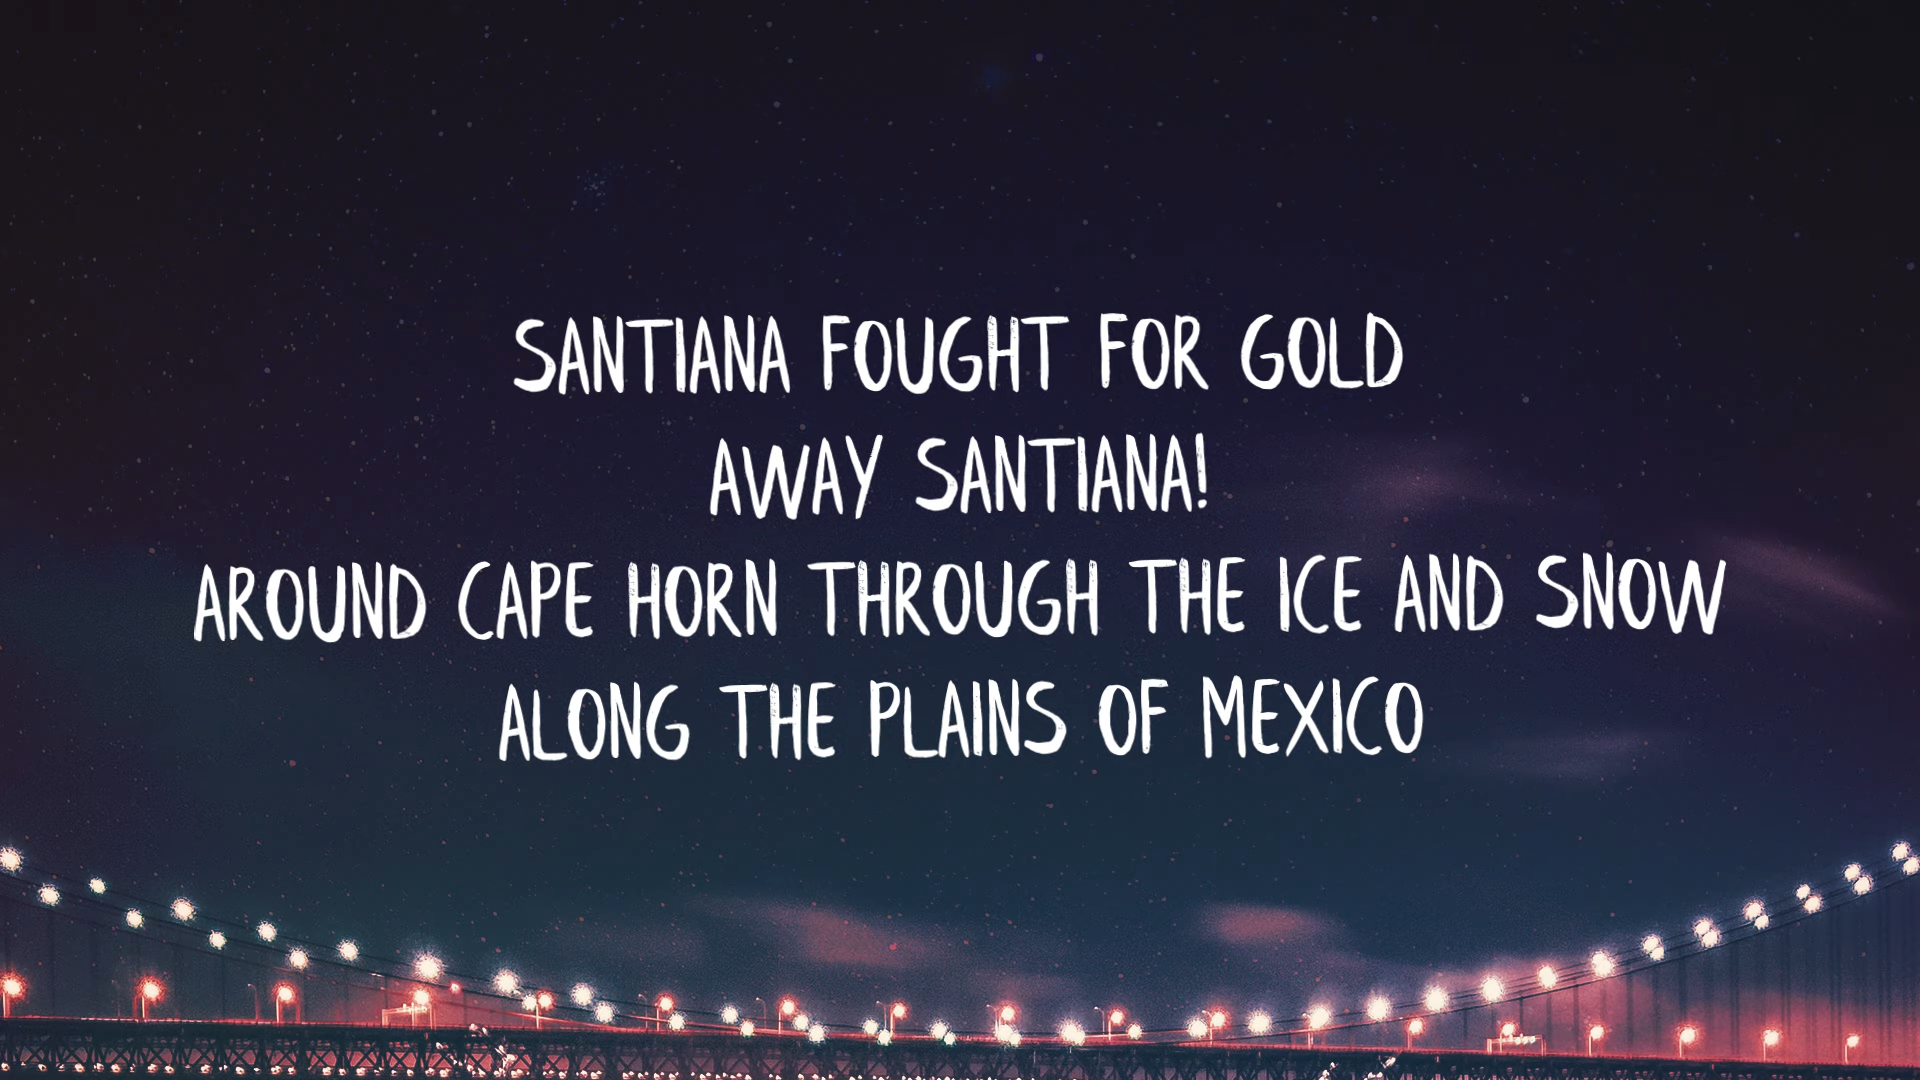 SANTIANA FOUGHT FOR GOLD
AWAY SANTIANA!
AROUND CAPE HORN THROUGH THE ICE AND SNOW
ALONG THE PLAINS OF MEXICO